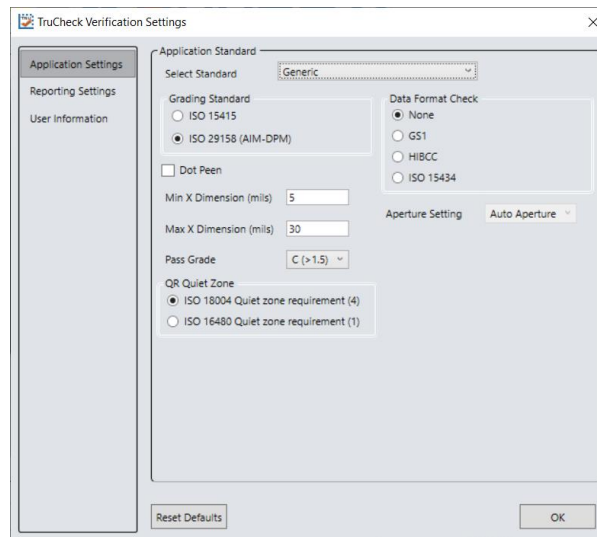 TruCheck Verification Settings
Application Settings
Reporting Settings
User Information
Application Standard
Select Standard Generic
Grading Standard
ISO 15415
ISO 29158 (AIM-DPM)
Data Format Check
None
GS1
HIBCC
ISO 15434
Dot Peen
Min X Dimension (mils) 5
Max X Dimension (mils) 30
Aperture Setting Auto Aperture
Pass Grade C (>1.5)
QR Quiet Zone
ISO 18004 Quiet zone requirement (4)
ISO 16480 Quiet zone requirement (1)
Reset Defaults
OK